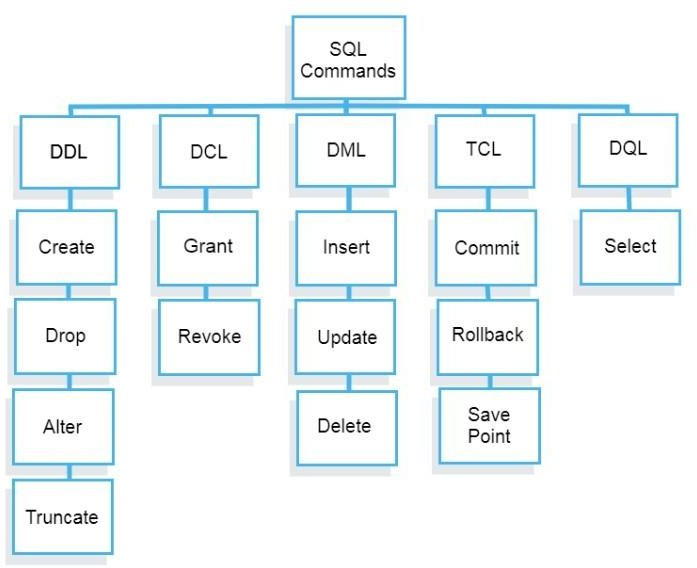 SQL
Commands
DDL
DCL
DML
TCL
DQL
Create
Grant
Insert
Commit
Select
Drop
Revoke
Update
Rollback
Alter
Delete
Save
Point
Truncate